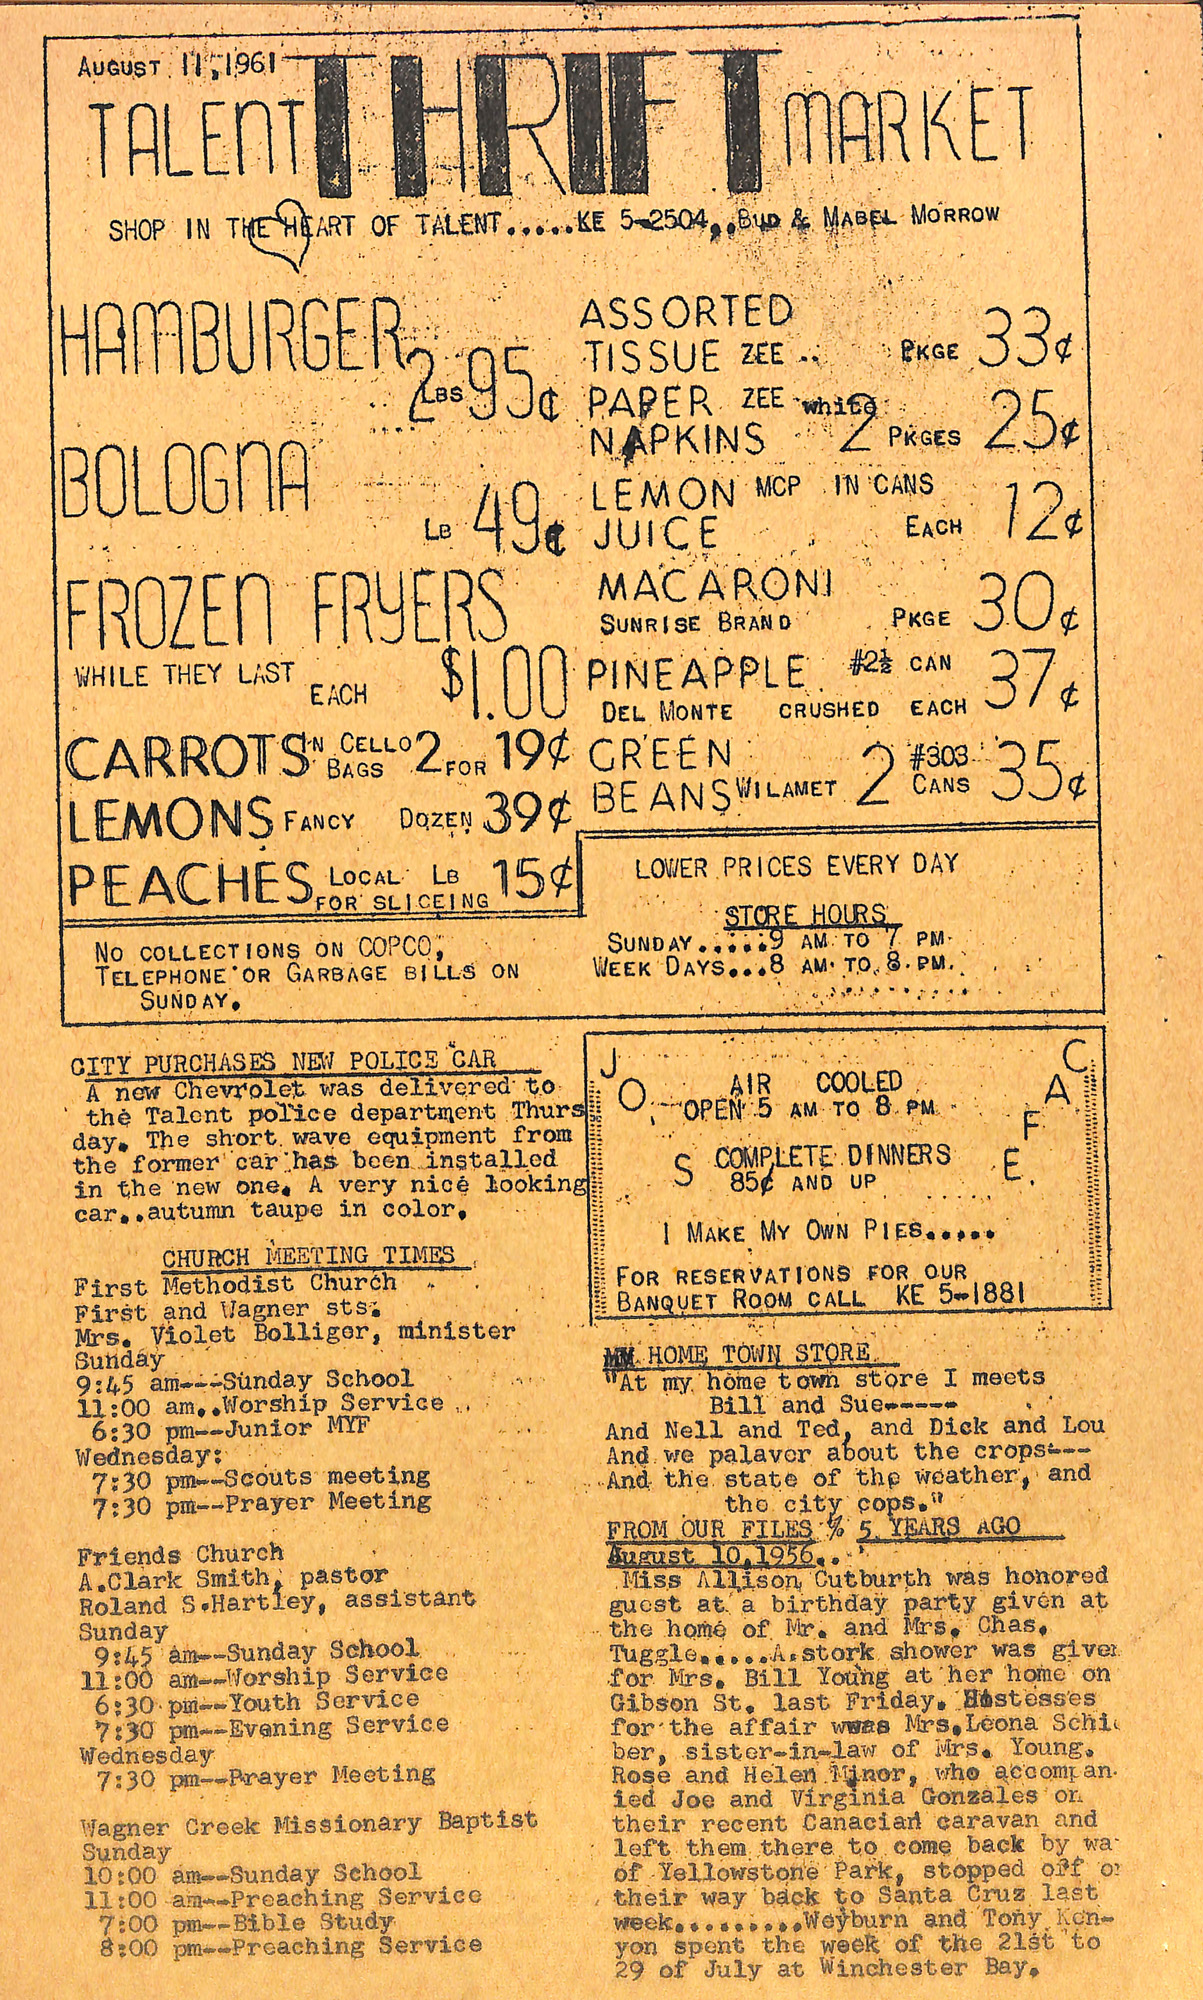 AUGUST 11, 1961
TALENT THRIFT MARKET
SHOP IN THE HEART OF TALENT.....KE 5-2504,.BUD & MABEL MORROW
HAMBURGER
2 LBS 95¢
BOLOGNA
LB 49¢
FROZEN FRYERS
WHILE THEY LAST
EACH $1.00
CARROTS IN CELLO BAGS 2 FOR 19¢
LEMONS FANCY DOZEN 39¢
PEACHES LOCAL LB 15¢
FOR SLICEING
ASSORTED
TISSUE ZEE .. PKGE 33¢
PAPER ZEE white
NAPKINS 2 PKGES 25¢
LEMON MCP IN CANS
JUICE EACH 12¢
MACARONI
SUNRISE BRAND PKGE 30¢
PINEAPPLE #2½ CAN
DEL MONTE CRUSHED EACH 37¢
GREEN
BEANS WILAMET 2 #303 CANS 35¢
LOWER PRICES EVERY DAY
STORE HOURS
SUNDAY.....9 AM TO 7 PM.
WEEK DAYS...8 AM. TO 8.PM.
NO COLLECTIONS ON COPCO,
TELEPHONE OR GARBAGE BILLS ON
SUNDAY.
CITY PURCHASES NEW POLICE CAR
A new Chevrolet was delivered to
the Talent police department Thurs
day. The short wave equipment from
the former car has been installed
in the new one. A very nice looking
car..autumn taupe in color.
CHURCH MEETING TIMES
First Methodist Church
First and Wagner sts.
Mrs. Violet Bolliger, minister
Sunday
9:45 am---Sunday School
11:00 am..Worship Service
6:30 pm--Junior MYF
Wednesday:
7:30 pm--Scouts meeting
7:30 pm--Prayer Meeting
Friends Church
A.Clark Smith, pastor
Roland S.Hartley, assistant
Sunday
9:45 am--Sunday School
11:00 am--Worship Service
6:30 pm--Youth Service
7:30 pm--Evening Service
Wednesday
7:30 pm--Prayer Meeting
Wagner Creek Missionary Baptist
Sunday
10:00 am--Sunday School
11:00 am--Preaching Service
7:00 pm--Bible Study
8:00 pm--Preaching Service
JO,S CAFE.
AIR COOLED
OPEN 5 AM TO 8 PM
COMPLETE DINNERS
85¢ AND UP
I MAKE MY OWN PIES.....
FOR RESERVATIONS FOR OUR
BANQUET ROOM CALL KE 5-1881
MY HOME TOWN STORE
"At my home town store I meets
Bill and Sue-----
And Nell and Ted, and Dick and Lou
And we palaver about the crops---
And the state of the weather, and
the city cops."
FROM OUR FILES % 5 YEARS AGO
August 10,1956..
Miss Allison Cutburth was honored
guest at a birthday party given at
the home of Mr. and Mrs. Chas.
Tuggle.....A stork shower was given
for Mrs. Bill Young at her home on
Gibson St. last Friday. Hostesses
for the affair was Mrs.Leona Schi
ber, sister-in-law of Mrs. Young.
Rose and Helen Minor, who accompan
ied Joe and Virginia Gonzales on
their recent Canacian caravan and
left them there to come back by wa
of Yellowstone Park, stopped off o
their way back to Santa Cruz last
week.........Weyburn and Tony Ken-
yon spent the week of the 21st to
29 of July at Winchester Bay.